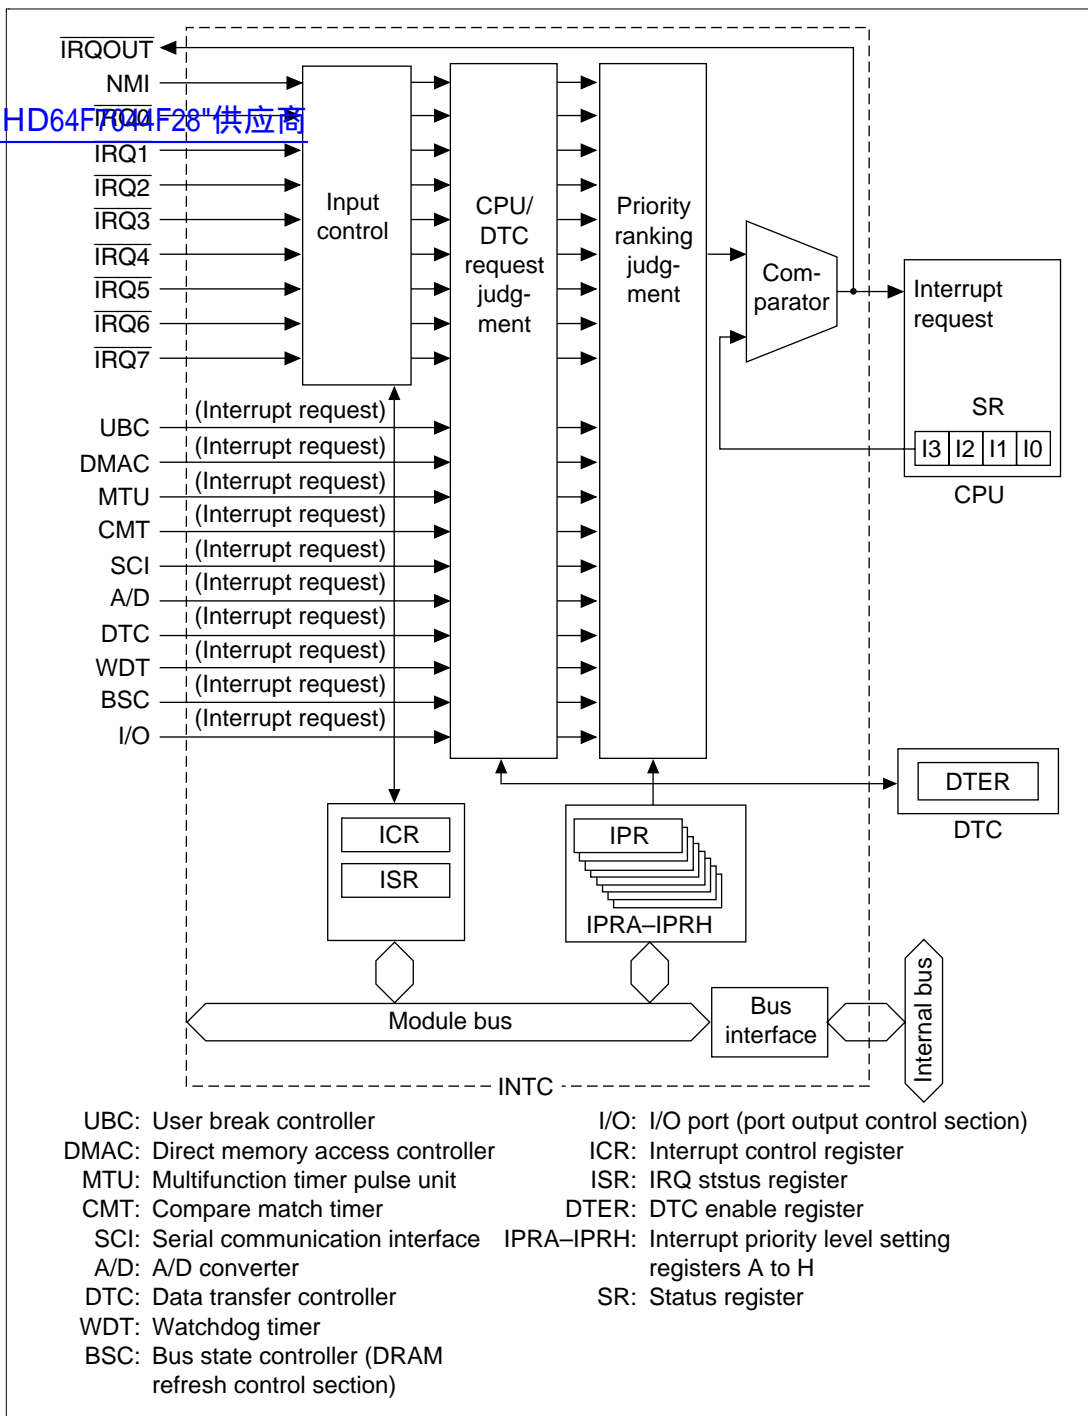 IRQOUT
NMI
IRQ0
HD64F7044F28"供应商
IRQ1
IRQ2
IRQ3
IRQ4
IRQ5
IRQ6
IRQ7
Input
control
CPU/
DTC
request
judg-
ment
Priority
ranking
judg-
ment
Com-
parator
Interrupt
request
SR
I3 I2 I1 I0
CPU
UBC (Interrupt request)
DMAC (Interrupt request)
MTU (Interrupt request)
CMT (Interrupt request)
SCI (Interrupt request)
A/D (Interrupt request)
DTC (Interrupt request)
WDT (Interrupt request)
BSC (Interrupt request)
I/O (Interrupt request)
DTER
DTC
ICR
ISR
IPR
IPRA–IPRH
Module bus
Bus
interface
Internal bus
INTC
UBC: User break controller
DMAC: Direct memory access controller
MTU: Multifunction timer pulse unit
CMT: Compare match timer
SCI: Serial communication interface
A/D: A/D converter
DTC: Data transfer controller
WDT: Watchdog timer
BSC: Bus state controller (DRAM
refresh control section)
I/O: I/O port (port output control section)
ICR: Interrupt control register
ISR: IRQ ststus register
DTER: DTC enable register
IPRA–IPRH: Interrupt priority level setting
registers A to H
SR: Status register